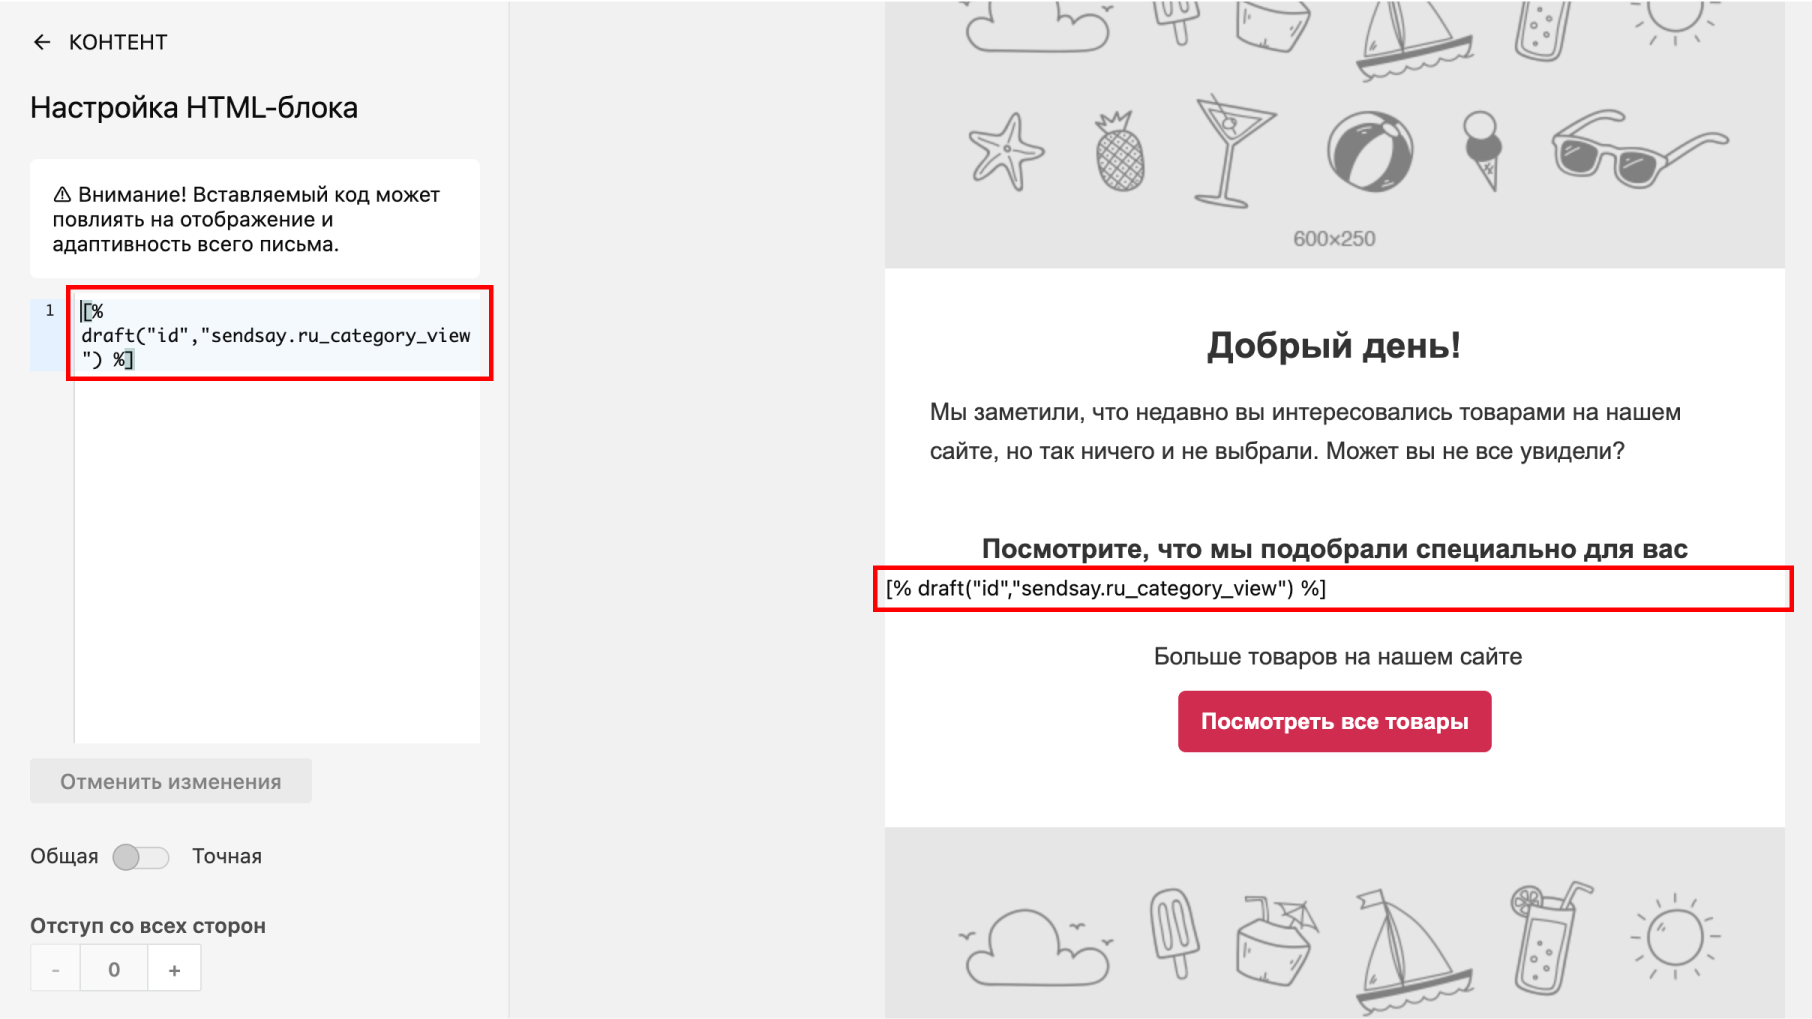 ← КОНТЕНТ
Настройка HTML-блока
⚠ Внимание! Вставляемый код может
повлиять на отображение и
адаптивность всего письма.
1
[%
draft("id","sendsay.ru_category_view
") %]
Отменить изменения
Общая
Точная
Отступ со всех сторон
- 0 +
600×250
Добрый день!
Мы заметили, что недавно вы интересовались товарами на нашем
сайте, но так ничего и не выбрали. Может вы не все увидели?
Посмотрите, что мы подобрали специально для вас
[% draft("id","sendsay.ru_category_view") %]
Больше товаров на нашем сайте
Посмотреть все товары